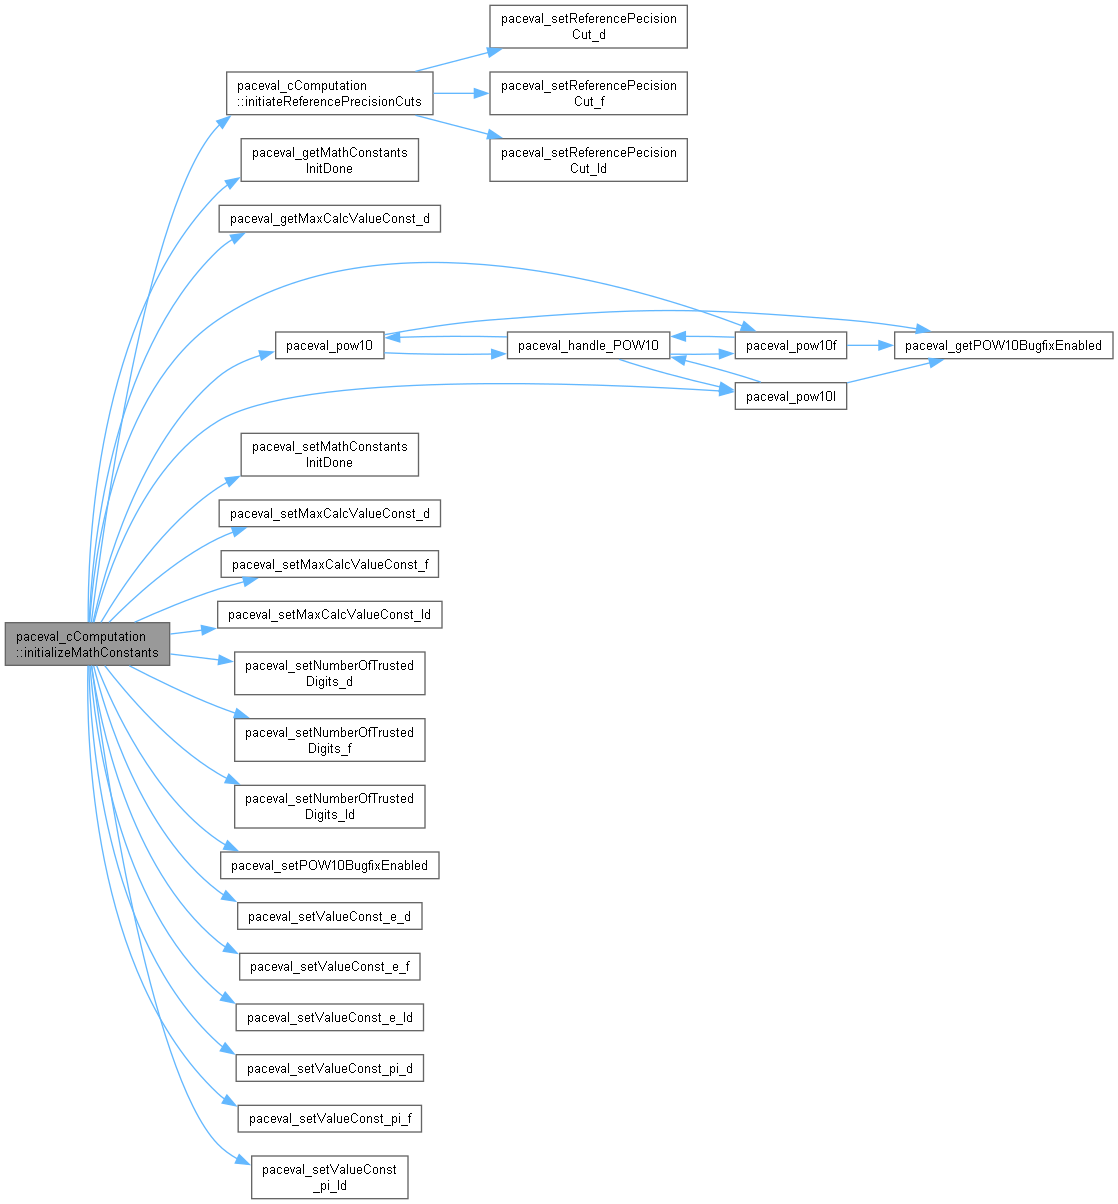 paceval_setReferencePecision
Cut_d
paceval_cComputation
::initiateReferencePrecisionCuts
paceval_setReferencePecision
Cut_f
paceval_setReferencePecision
Cut_ld
paceval_getMathConstants
InitDone
paceval_getMaxCalcValueConst_d
paceval_pow10
paceval_handle_POW10
paceval_pow10f
paceval_getPOW10BugfixEnabled
paceval_pow10l
paceval_setMathConstants
InitDone
paceval_setMaxCalcValueConst_d
paceval_setMaxCalcValueConst_f
paceval_setMaxCalcValueConst_ld
paceval_cComputation
::initializeMathConstants
paceval_setNumberOfTrusted
Digits_d
paceval_setNumberOfTrusted
Digits_f
paceval_setNumberOfTrusted
Digits_ld
paceval_setPOW10BugfixEnabled
paceval_setValueConst_e_d
paceval_setValueConst_e_f
paceval_setValueConst_e_ld
paceval_setValueConst_pi_d
paceval_setValueConst_pi_f
paceval_setValueConst
_pi_ld